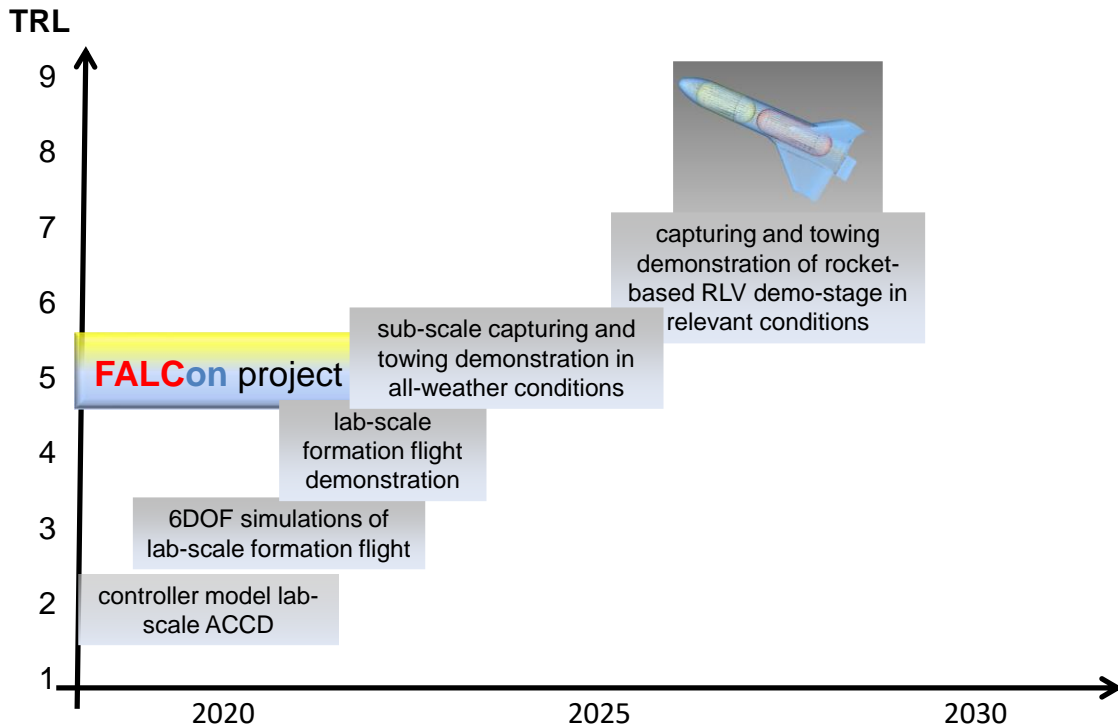 TRL
9
8
7
6
5
4
3
2
1
capturing and towing
demonstration of rocket-
based RLV demo-stage in
relevant conditions
sub-scale capturing and
towing demonstration in
all-weather conditions
FALCon project
lab-scale
formation flight
demonstration
6DOF simulations of
lab-scale formation flight
controller model lab-
scale ACCD
2020
2025
2030